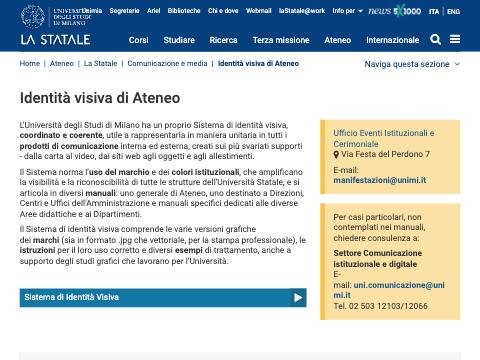 UNIVERSITÀ
DEGLI STUDI
DI MILANO
Unimia Segreterie Ariel Biblioteche Chi e dove Webmail laStatale@work Info per news 5X1000 ITA | ENG
LA STATALE
Corsi Studiare Ricerca Terza missione Ateneo Internazionale
Home | Ateneo | La Statale | Comunicazione e media | Identità visiva di Ateneo
Naviga questa sezione
Identità visiva di Ateneo
L'Università degli Studi di Milano ha un proprio Sistema di identità visiva,
coordinato e coerente, utile a rappresentarla in maniera unitaria in tutti i
prodotti di comunicazione interna ed esterna, creati sui più svariati supporti
- dalla carta al video, dai siti web agli oggetti e agli allestimenti.
Il Sistema norma l'uso del marchio e dei colori istituzionali, che amplificano
la visibilità e la riconoscibilità di tutte le strutture dell'Università Statale, e si
articola in diversi manuali: uno generale di Ateneo, uno destinato a Direzioni,
Centri e Uffici dell'Amministrazione e manuali specifici dedicati alle diverse
Aree didattiche e ai Dipartimenti.
Il Sistema di identità visiva comprende le varie versioni grafiche
dei marchi (sia in formato .jpg che vettoriale, per la stampa professionale), le
istruzioni per il loro uso corretto e diversi esempi di trattamento, anche a
supporto degli studi grafici che lavorano per l'Università.
Sistema di Identità Visiva
Ufficio Eventi Istituzionali e
Cerimoniale
Via Festa del Perdono 7
E-mail:
manifestazioni@unimi.it
Per casi particolari, non
contemplati nei manuali,
chiedere consulenza a:
Settore Comunicazione
istituzionale e digitale
E-
mail: uni.comunicazione@uni
mi.it
Tel. 02 503 12103/12066